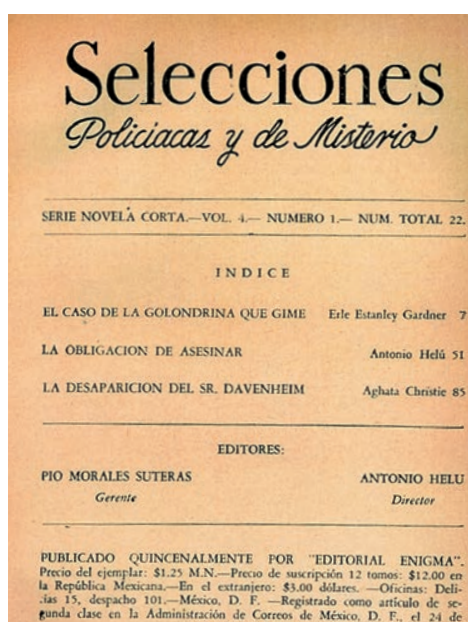 Selecciones
Policiacas y de Misterio
SERIE NOVELA CORTA.—VOL. 4.— NUMERO 1.— NUM. TOTAL 22.
INDICE
EL CASO DE LA GOLONDRINA QUE GIME Erle Estanley Gardner 7
LA OBLIGACION DE ASESINAR Antonio Helú 51
LA DESAPARICION DEL SR. DAVENHEIM Aghata Christie 85
EDITORES:
PIO MORALES SUTERAS ANTONIO HELU
Gerente Director
PUBLICADO QUINCENALMENTE POR "EDITORIAL ENIGMA".
Precio del ejemplar: $1.25 M.N.—Precio de suscripción 12 tomos: $12.00 en
la República Mexicana.—En el extranjero: $3.00 dólares. —Oficinas: Deli-
cias 15, despacho 101.—México, D. F. —Registrado como artículo de se-
gunda clase en la Administración de Correos de México, D. F., el 24 de